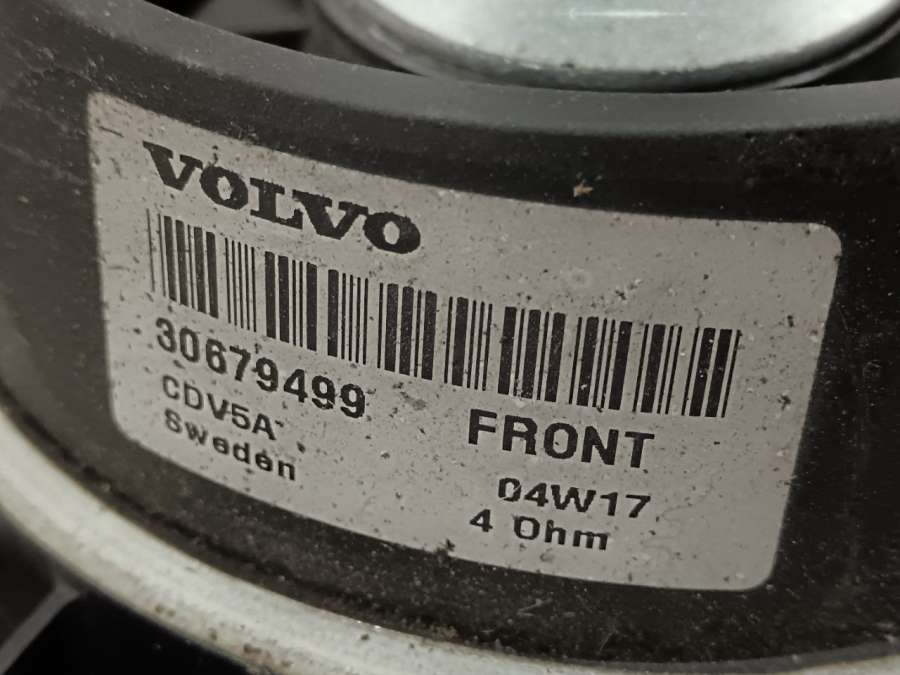 VOLVO
30679499
FRONT
CDV5A
04W17
Sweden
4 Ohm